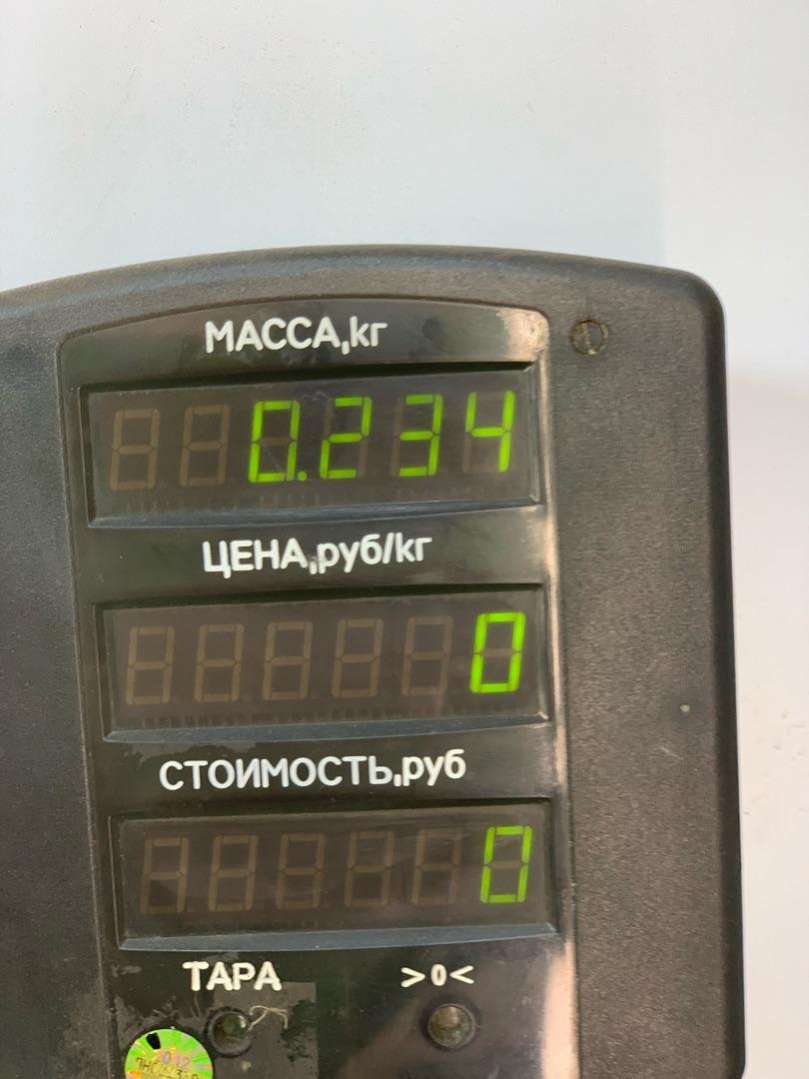 МАССА,кг
0.234
ЦЕНА,руб/кг
0
СТОИМОСТЬ,руб
0
ТАРА >0<